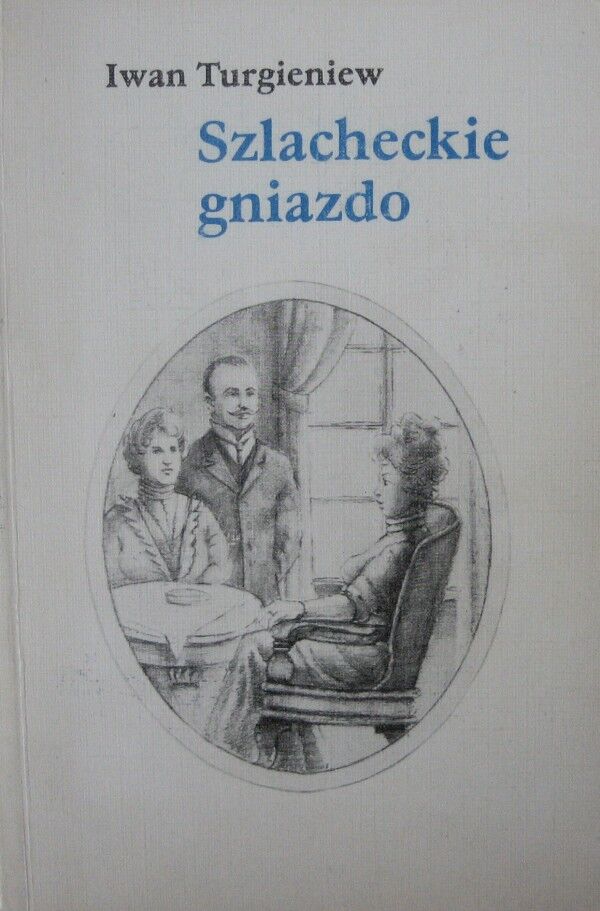 Iwan Turgieniew
Szlacheckie
gniazdo